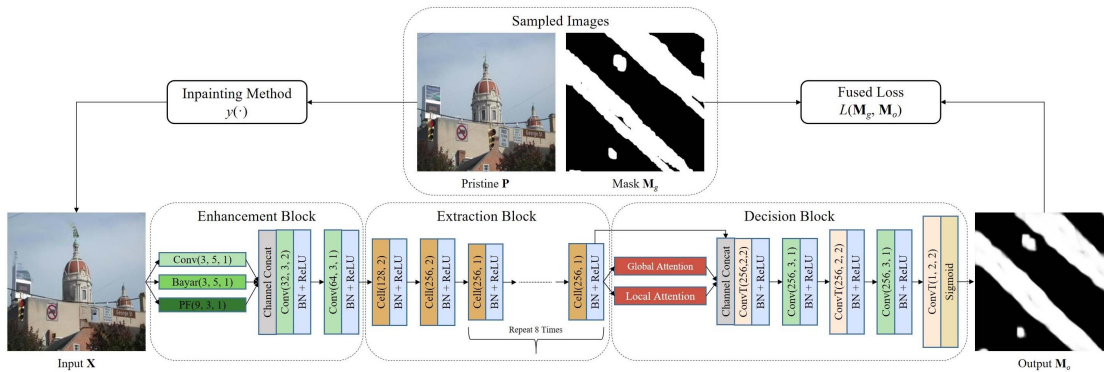 Sampled Images
Inpainting Method
y(·)
Fused Loss
L(M_g, M_o)
Pristine P
Mask M_g
Enhancement Block
Extraction Block
Decision Block
Conv(3, 5, 1)
Bayar(3, 5, 1)
PF(9, 3, 1)
Channel Concat
Conv(32, 3, 2)
BN + ReLU
Conv(64, 3, 1)
BN + ReLU
Cell(128, 2)
BN + ReLU
Cell(256, 2)
BN + ReLU
Cell(256, 1)
BN + ReLU
Cell(256, 1)
BN + ReLU
Repeat 8 Times
Global Attention
Local Attention
Channel Concat
ConvT(256,2,2)
BN + ReLU
Conv(256, 3, 1)
BN + ReLU
ConvT(256, 2, 2)
BN + ReLU
Conv(256, 3, 1)
BN + ReLU
ConvT(1, 2, 2)
Sigmoid
Input X
Output M_o
George St
George St